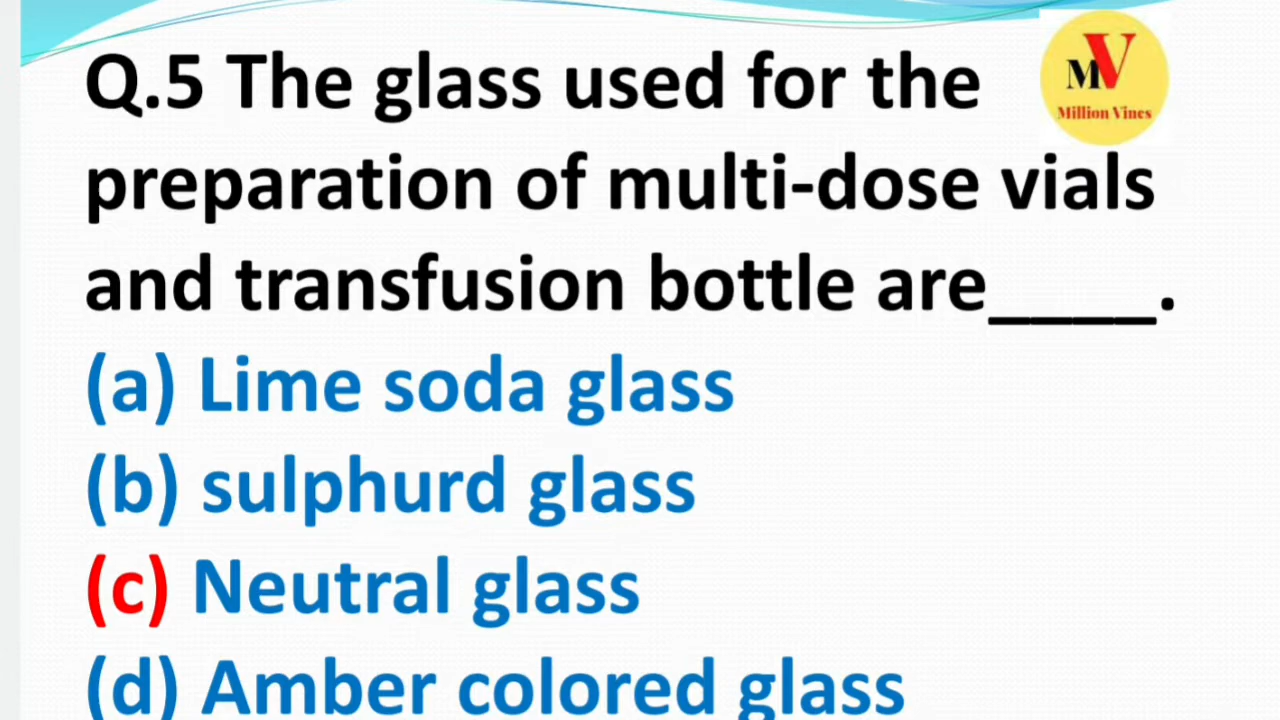 Q.5 The glass used for the
preparation of multi-dose vials
and transfusion bottle are____.
(a) Lime soda glass
(b) sulphurd glass
(c) Neutral glass
(d) Amber colored glass
MV
Million Vines